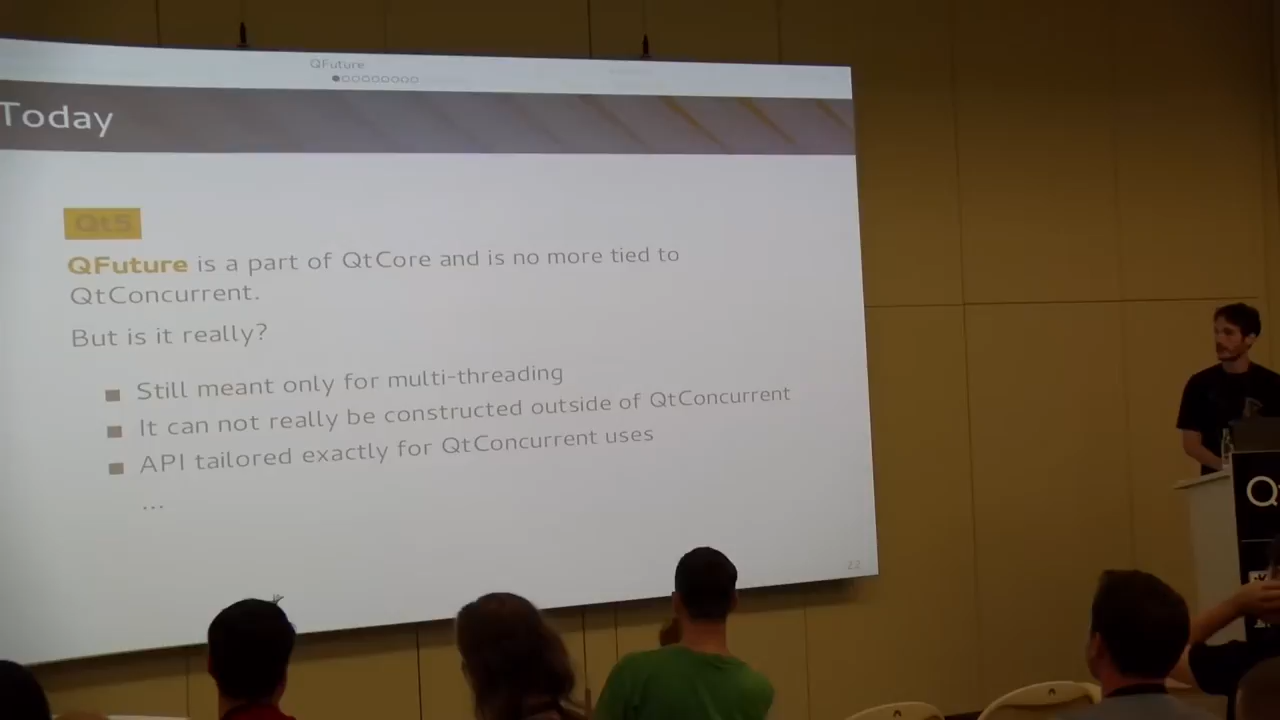 QFuture
Today
Qt5
QFuture is a part of QtCore and is no more tied to
QtConcurrent.
But is it really?
Still meant only for multi-threading
It can not really be constructed outside of QtConcurrent
API tailored exactly for QtConcurrent uses
...
22